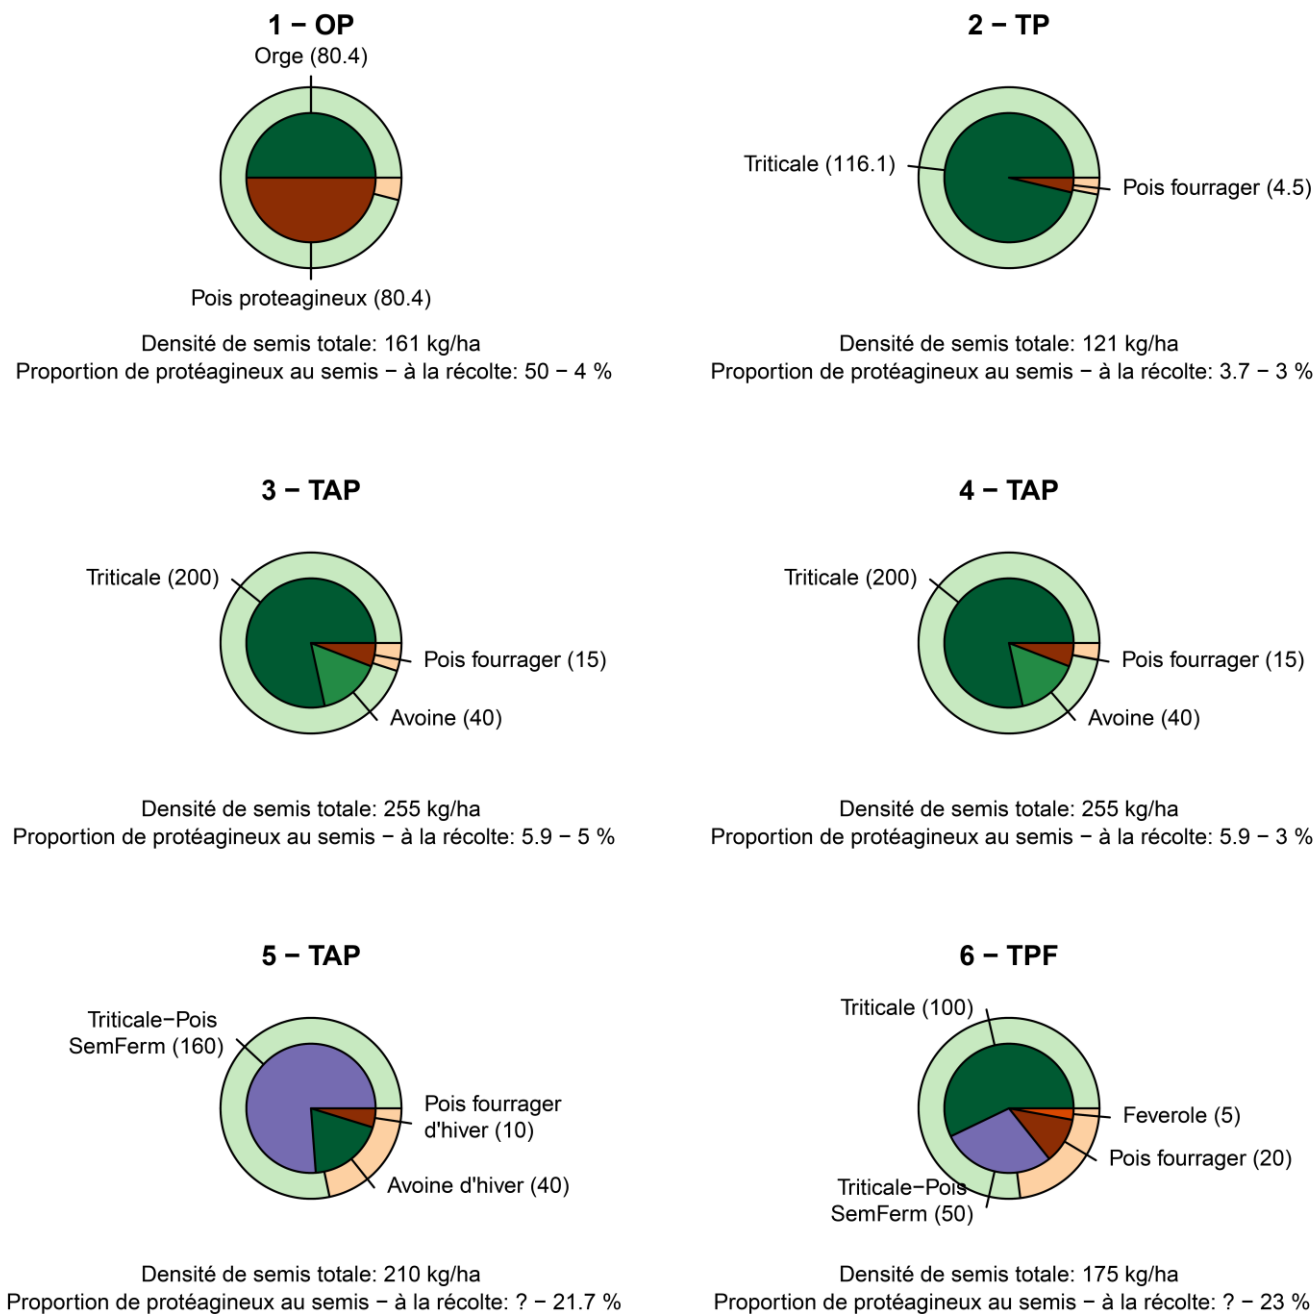 1 − OP
Orge (80.4)
Pois proteagineux (80.4)
Densité de semis totale: 161 kg/ha
Proportion de protéagineux au semis − à la récolte: 50 − 4 %
2 − TP
Triticale (116.1)
Pois fourrager (4.5)
Densité de semis totale: 121 kg/ha
Proportion de protéagineux au semis − à la récolte: 3.7 − 3 %
3 − TAP
Triticale (200)
Pois fourrager (15)
Avoine (40)
Densité de semis totale: 255 kg/ha
Proportion de protéagineux au semis − à la récolte: 5.9 − 5 %
4 − TAP
Triticale (200)
Pois fourrager (15)
Avoine (40)
Densité de semis totale: 255 kg/ha
Proportion de protéagineux au semis − à la récolte: 5.9 − 3 %
5 − TAP
Triticale−Pois
SemFerm (160)
Pois fourrager
d'hiver (10)
Avoine d'hiver (40)
Densité de semis totale: 210 kg/ha
Proportion de protéagineux au semis − à la récolte: ? − 21.7 %
6 − TPF
Triticale (100)
Feverole (5)
Pois fourrager (20)
Triticale−Pois
SemFerm (50)
Densité de semis totale: 175 kg/ha
Proportion de protéagineux au semis − à la récolte: ? − 23 %